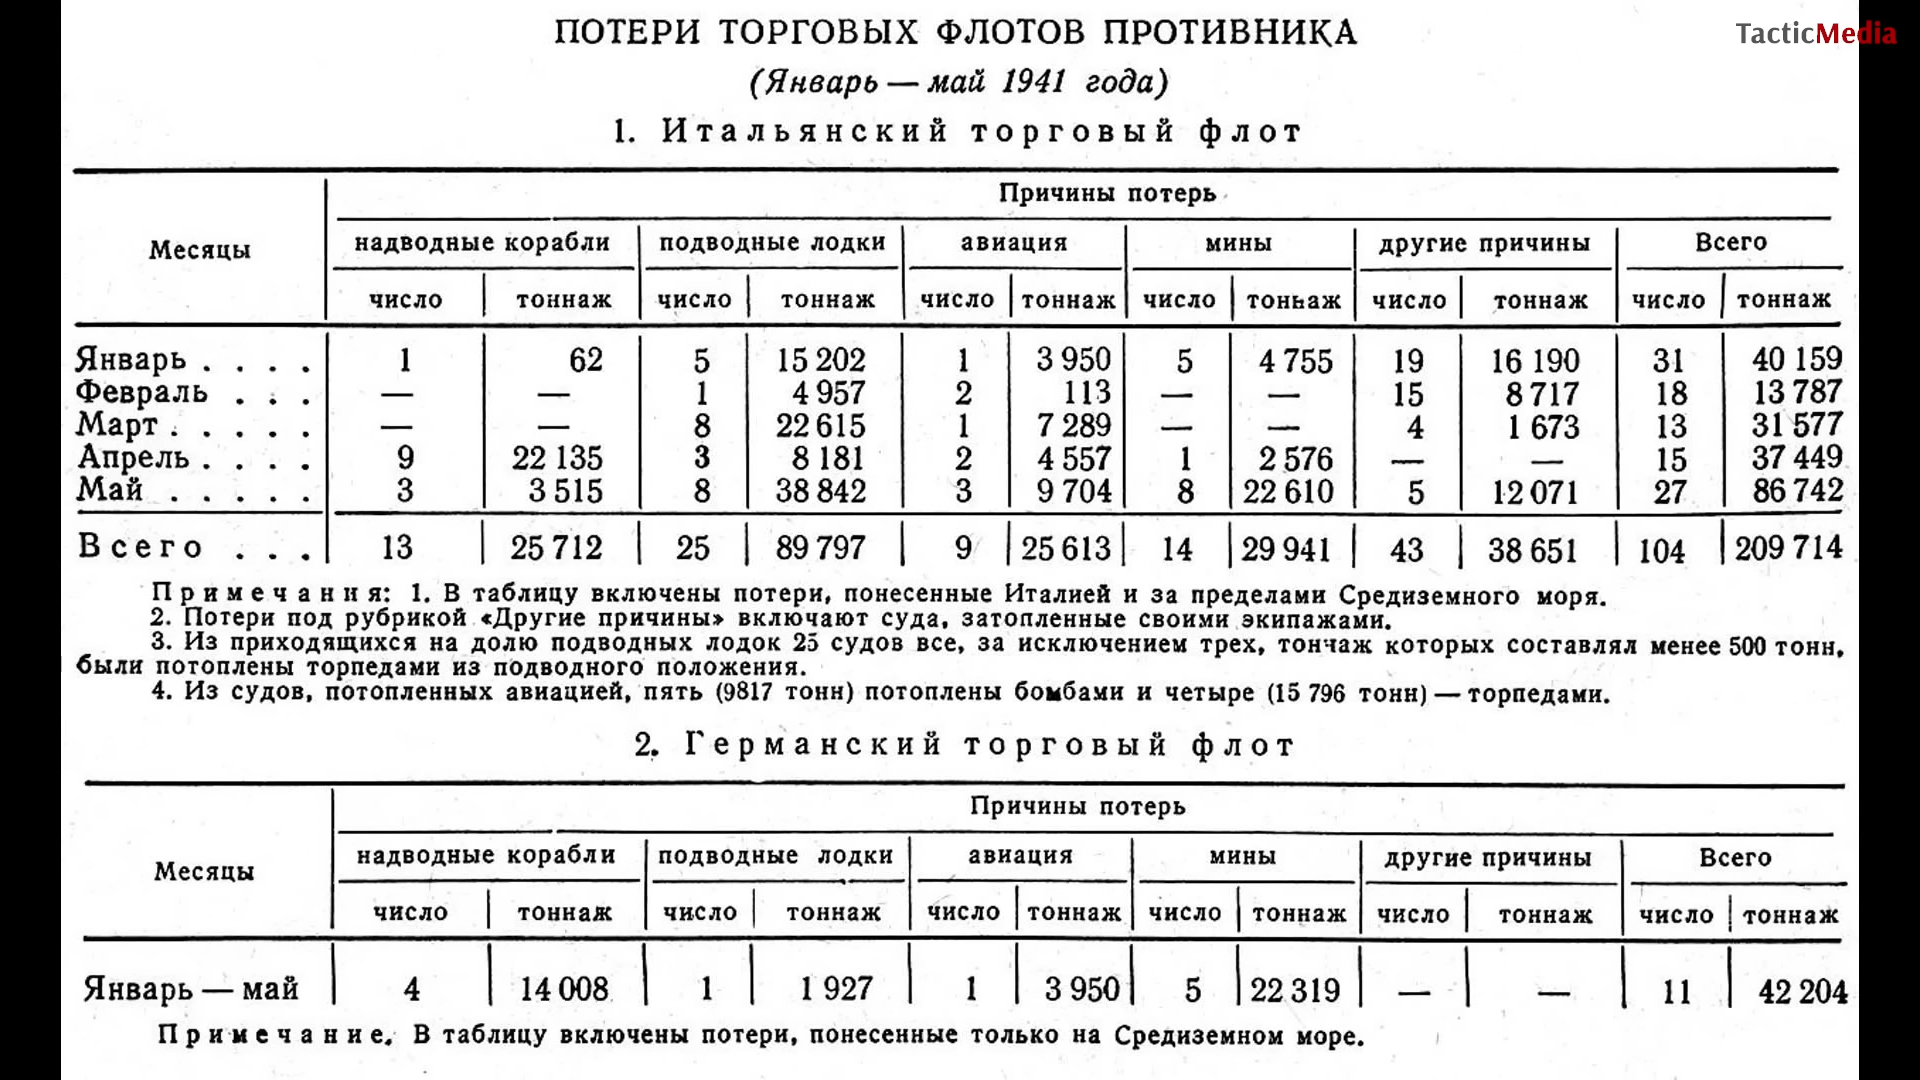 ПОТЕРИ ТОРГОВЫХ ФЛОТОВ ПРОТИВНИКА
TacticMedia
(Январь — май 1941 года)
1. Итальянский торговый флот
Месяцы
Причины потерь
надводные корабли подводные лодки авиация мины другие причины Всего
число тоннаж число тоннаж число тоннаж число тоннаж число тоннаж число тоннаж
Январь . . . . 1 62 5 15 202 1 3 950 5 4 755 19 16 190 31 40 159
Февраль . . . — — 1 4 957 2 113 — — 15 8 717 18 13 787
Март . . . . . — — 8 22 615 1 7 289 — — 4 1 673 13 31 577
Апрель . . . . 9 22 135 3 8 181 2 4 557 1 2 576 — — 15 37 449
Май . . . . . 3 3 515 8 38 842 3 9 704 8 22 610 5 12 071 27 86 742
Всего . . . 13 25 712 25 89 797 9 25 613 14 29 941 43 38 651 104 209 714
Примечания: 1. В таблицу включены потери, понесенные Италией и за пределами Средиземного моря.
2. Потери под рубрикой «Другие причины» включают суда, затопленные своими экипажами.
3. Из приходящихся на долю подводных лодок 25 судов все, за исключением трех, тоннаж которых составлял менее 500 тонн,
были потоплены торпедами из подводного положения.
4. Из судов, потопленных авиацией, пять (9817 тонн) потоплены бомбами и четыре (15 796 тонн) — торпедами.
2. Германский торговый флот
Месяцы
Причины потерь
надводные корабли подводные лодки авиация мины другие причины Всего
число тоннаж число тоннаж число тоннаж число тоннаж число тоннаж число тоннаж
Январь — май 4 14 008 1 1 927 1 3 950 5 22 319 — — 11 42 204
Примечание. В таблицу включены потери, понесенные только на Средиземном море.